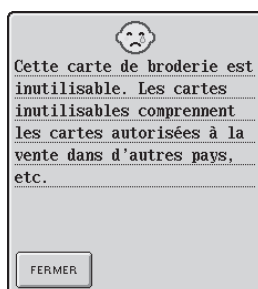 Cette carte de broderie est
inutilisable. Les cartes
inutilisables comprennent
les cartes autorisées à la
vente dans d'autres pays,
etc.
FERMER